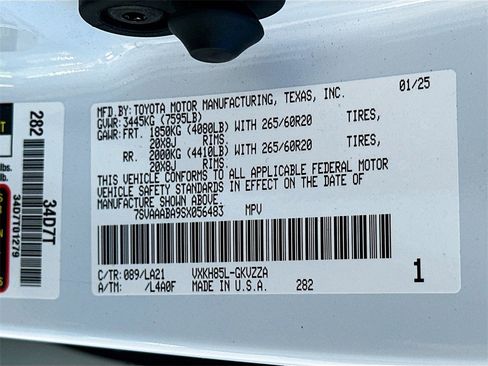 MFD.BY:TOYOTA MOTOR MANUFACTURING, TEXAS, INC. 01/25
GVWR: 3445KG (7595LB)
GAWR:FRT. 1850KG (4080LB) WITH 265/60R20 TIRES,
20X8J RIMS.
RR. 2000KG (4410LB) WITH 265/60R20 TIRES,
20X8J RIMS.
THIS VEHICLE CONFORMS TO ALL APPLICABLE FEDERAL MOTOR
VEHICLE SAFETY STANDARDS IN EFFECT ON THE DATE OF
MANUFACTURE SHOWN ABOVE.
7SVAAABA9SX056483 MPV
C/TR:089/LA21 VXKH85L-GKVZZA
A/TM: /L4A0F MADE IN U.S.A. 282
1
282
34D7T
34D7T01279